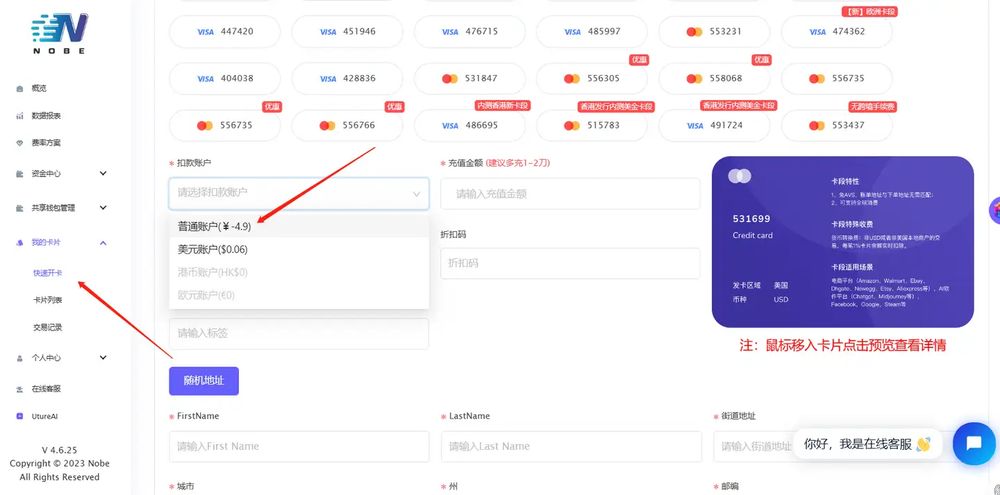 NOBE
概览
数据报表
费率方案
资金中心
共享钱包管理
我的卡片
快速开卡
卡片列表
交易记录
个人中心
在线客服
UtureAI
V 4.6.25
Copyright © 2023 Nobe
All Rights Reserved
【新】欧洲卡段
VISA 447420
VISA 451946
VISA 476715
VISA 485997
553231
VISA 474362
优惠
优惠
VISA 404038
VISA 428836
531847
556305
558068
556735
优惠
优惠
内测香港新卡段
香港发行内测美金卡段
香港发行内测美金卡段
无跨境手续费
556735
556766
VISA 486695
515783
VISA 491724
553437
* 扣款账户
请选择扣款账户
普通账户(¥-4.9)
美元账户($0.06)
港币账户(HK$0)
欧元账户(€0)
请输入标签
* 充值金额 (建议多充1-2刀)
请输入充值金额
折扣码
折扣码
531699
Credit card
发卡区域 美国
币种 USD
卡段特性
1、免AVS，账单地址与下单地址无需匹配；
2、可支持全球消费
卡段特殊收费
卡段适用场景
电商平台（Amazon、Walmart、Ebay、
Dhgate、Newegg、Etsy、Aliexpress等）、AI软
件平台（Chatgpt、Midjourney等），
Facebook、Google、Steam等
注：鼠标移入卡片点击预览查看详情
随机地址
* FirstName
请输入First Name
* LastName
请输入Last Name
* 街道地址
请输入街道地址
你好，我是在线客服
* 城市
* 州
* 邮编